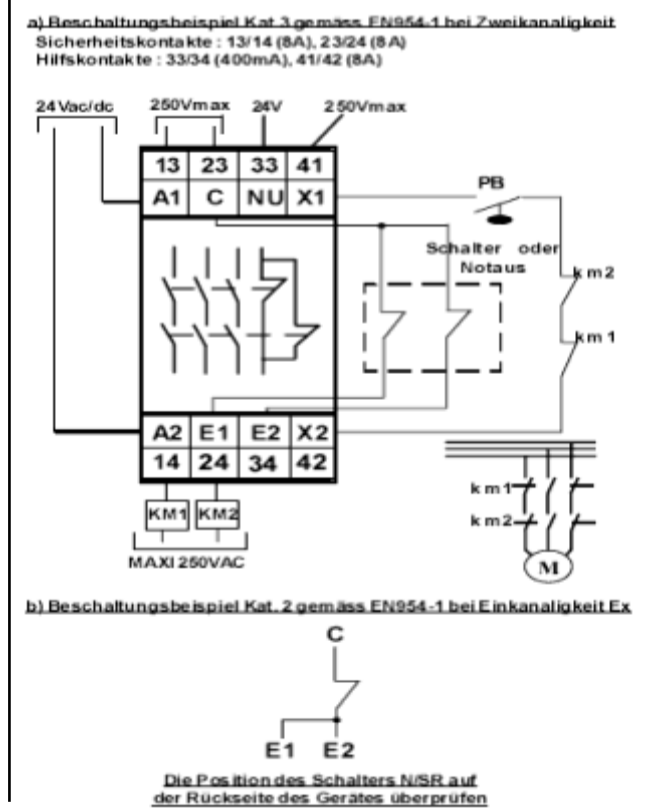 a) Beschaltungsbeispiel Kat 3 gemäss EN954-1 bei Zweikanaligkeit
Sicherheitskontakte : 13/14 (8A), 23/24 (8A)
Hilfskontakte : 33/34 (400mA), 41/42 (8A)
24Vac/dc 250Vmax 24V 250Vmax
13 23 33 41
A1 C NU X1
PB
Schalter oder
Notaus
km2
km1
A2 E1 E2 X2
14 24 34 42
KM1 KM2
MAXI 250VAC
km1
km2
M
b) Beschaltungsbeispiel Kat. 2 gemäss EN954-1 bei Einkanaligkeit Ex
C
E1 E2
Die Position des Schalters N/SR auf
der Rückseite des Gerätes überprüfen